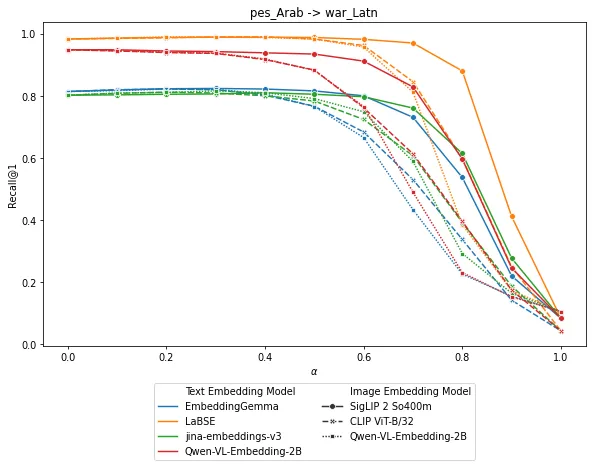 pes_Arab -> war_Latn
Recall@1
1.0
0.8
0.6
0.4
0.2
0.0
0.0 0.2 0.4 0.6 0.8 1.0
α
Text Embedding Model
EmbeddingGemma
LaBSE
jina-embeddings-v3
Qwen-VL-Embedding-2B
Image Embedding Model
SigLIP 2 So400m
CLIP ViT-B/32
Qwen-VL-Embedding-2B